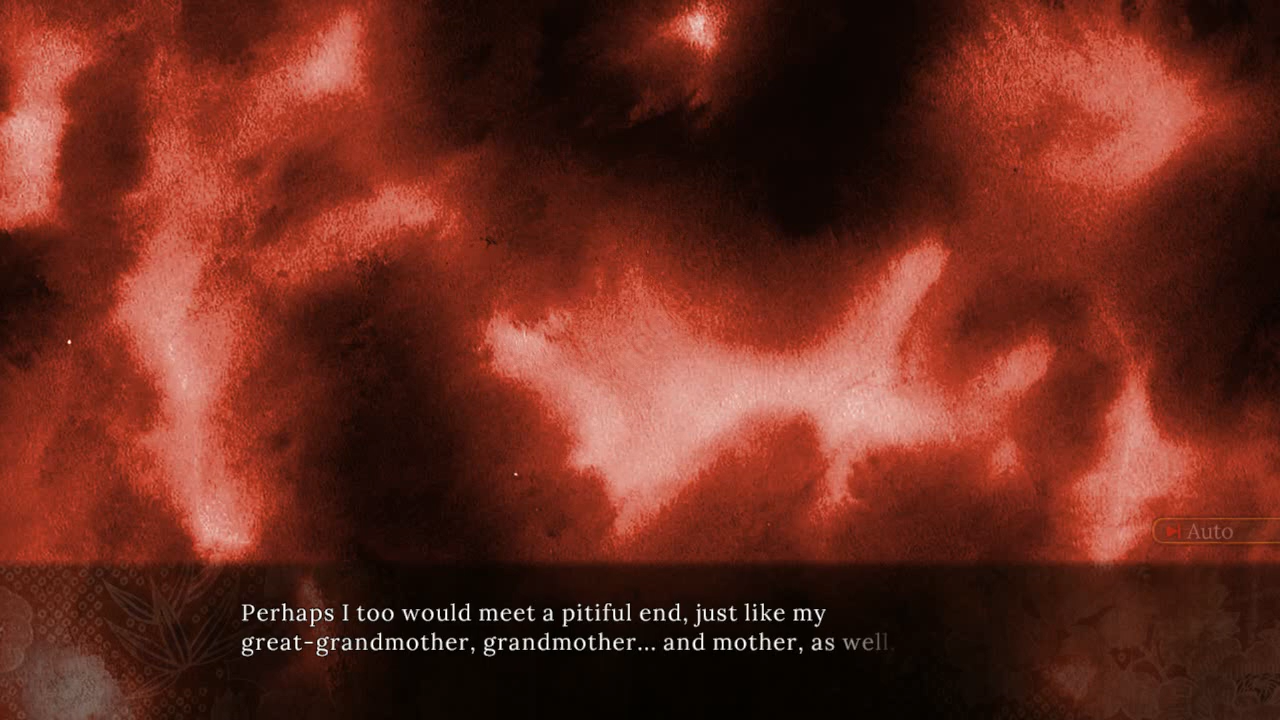 Auto
Perhaps I too would meet a pitiful end, just like my
great-grandmother, grandmother... and mother, as well.